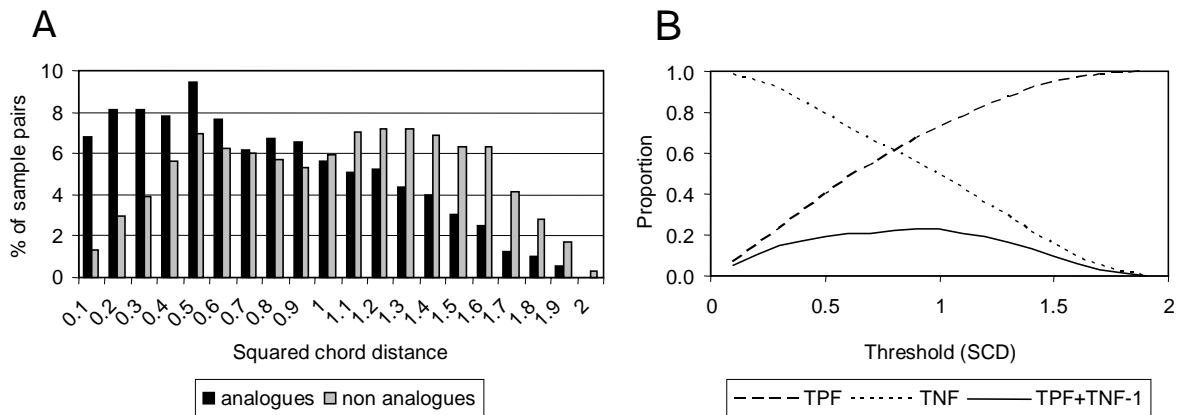 A
% of sample pairs
10
8
6
4
2
0
0.1 0.2 0.3 0.4 0.5 0.6 0.7 0.8 0.9 1 1.1 1.2 1.3 1.4 1.5 1.6 1.7 1.8 1.9 2
Squared chord distance
analogues non analogues
B
Proportion
1.0
0.8
0.6
0.4
0.2
0.0
0 0.5 1 1.5 2
Threshold (SCD)
TPF TNF TPF+TNF-1